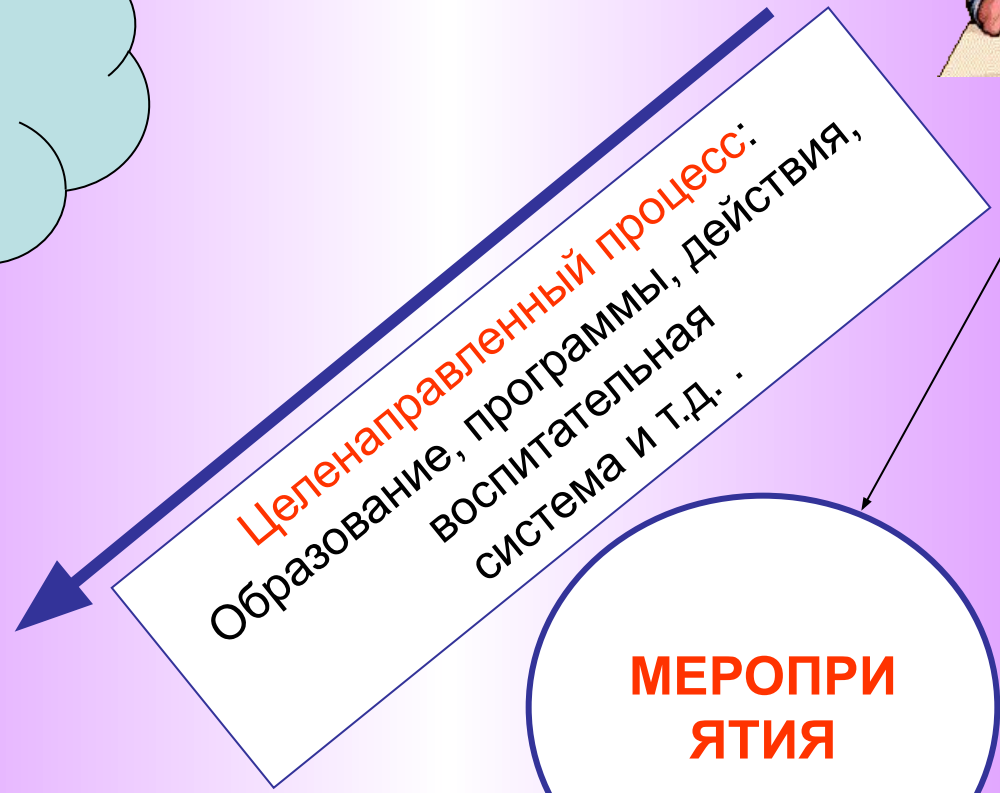 Целенаправленный процесс:
Образование, программы, действия,
воспитательная
система и т.д. .
МЕРОПРИ
ЯТИЯ